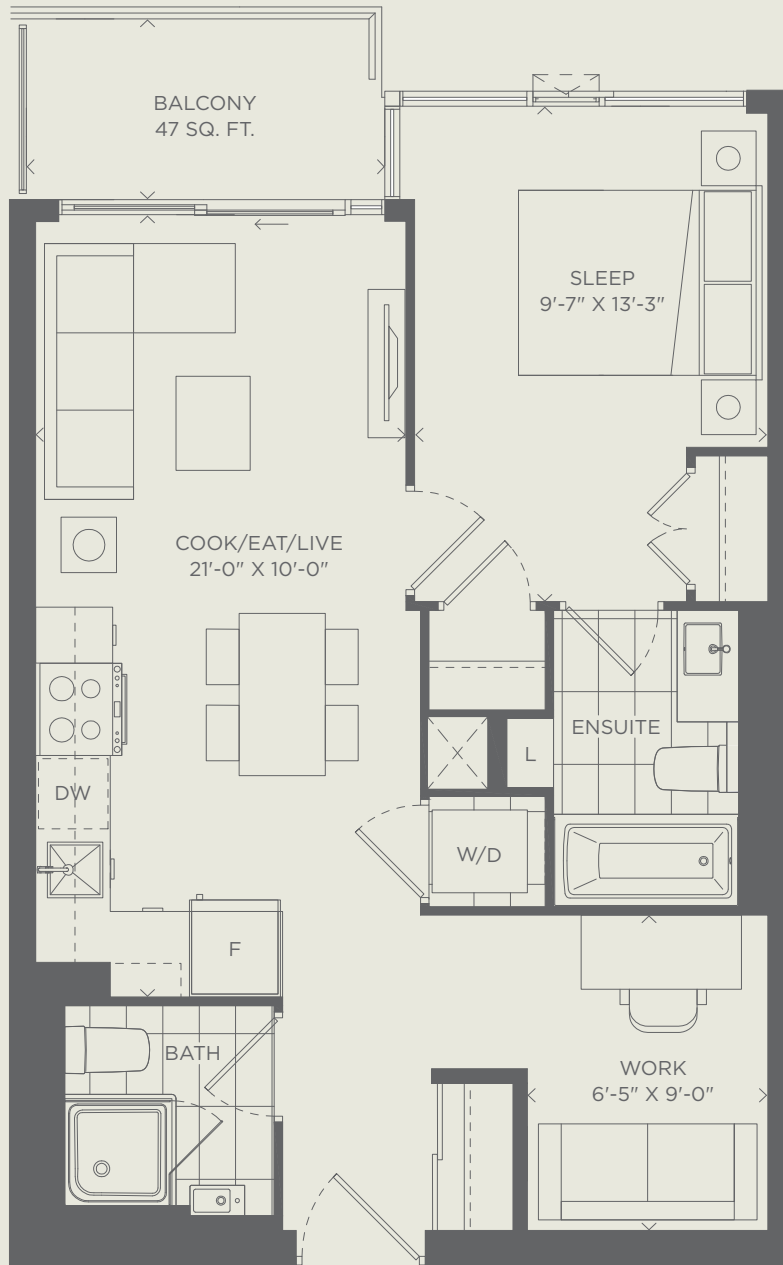 BALCONY
47 SQ. FT.
SLEEP
9'-7" X 13'-3"
COOK/EAT/LIVE
21'-0" X 10'-0"
ENSUITE
L
DW
W/D
F
BATH
WORK
6'-5" X 9'-0"